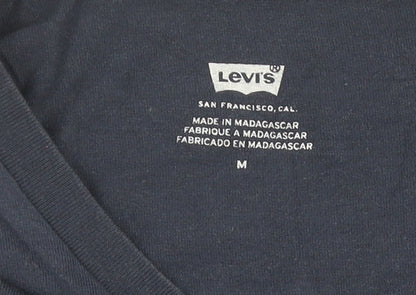 Levi's®
SAN FRANCISCO, CAL.
MADE IN MADAGASCAR
FABRIQUE A MADAGASCAR
FABRICADO EN MADAGASCAR
M